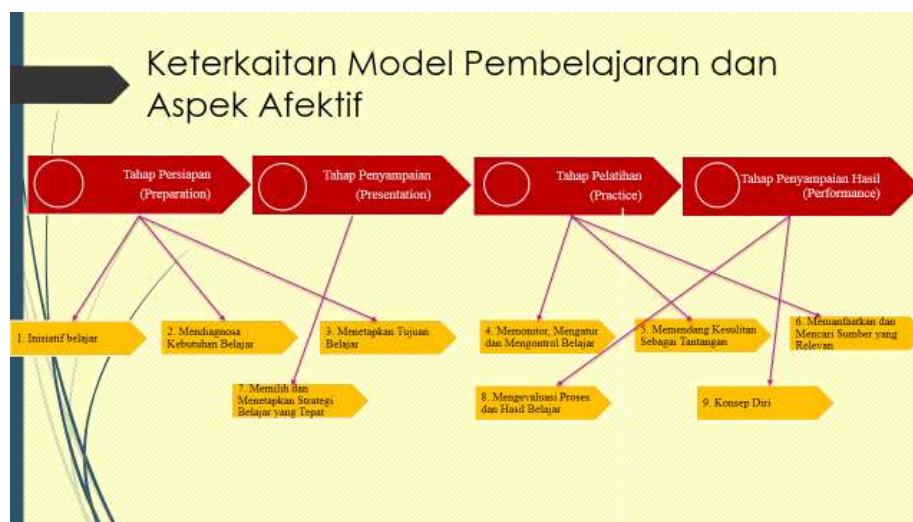 Keterkaitan Model Pembelajaran dan
Aspek Afektif
Tahap Persiapan
(Preparation)
Tahap Penyampaian
(Presentation)
Tahap Pelatihan
(Practice)
Tahap Penyampaian Hasil
(Performance)
1. Inisiatif belajar
2. Mendiagnosa
Kebutuhan Belajar
3. Menetapkan Tujuan
Belajar
4. Memonitor, Mengatur
dan Mengontrol Belajar
5. Memendang Kesulitan
Sebagai Tantangan
6. Memanfaatkan dan
Mencari Sumber yang
Relevan
7. Memilih dan
Menetapkan Strategi
Belajar yang Tepat
8. Mengevaluasi Proses
dan Hasil Belajar
9. Konsep Diri